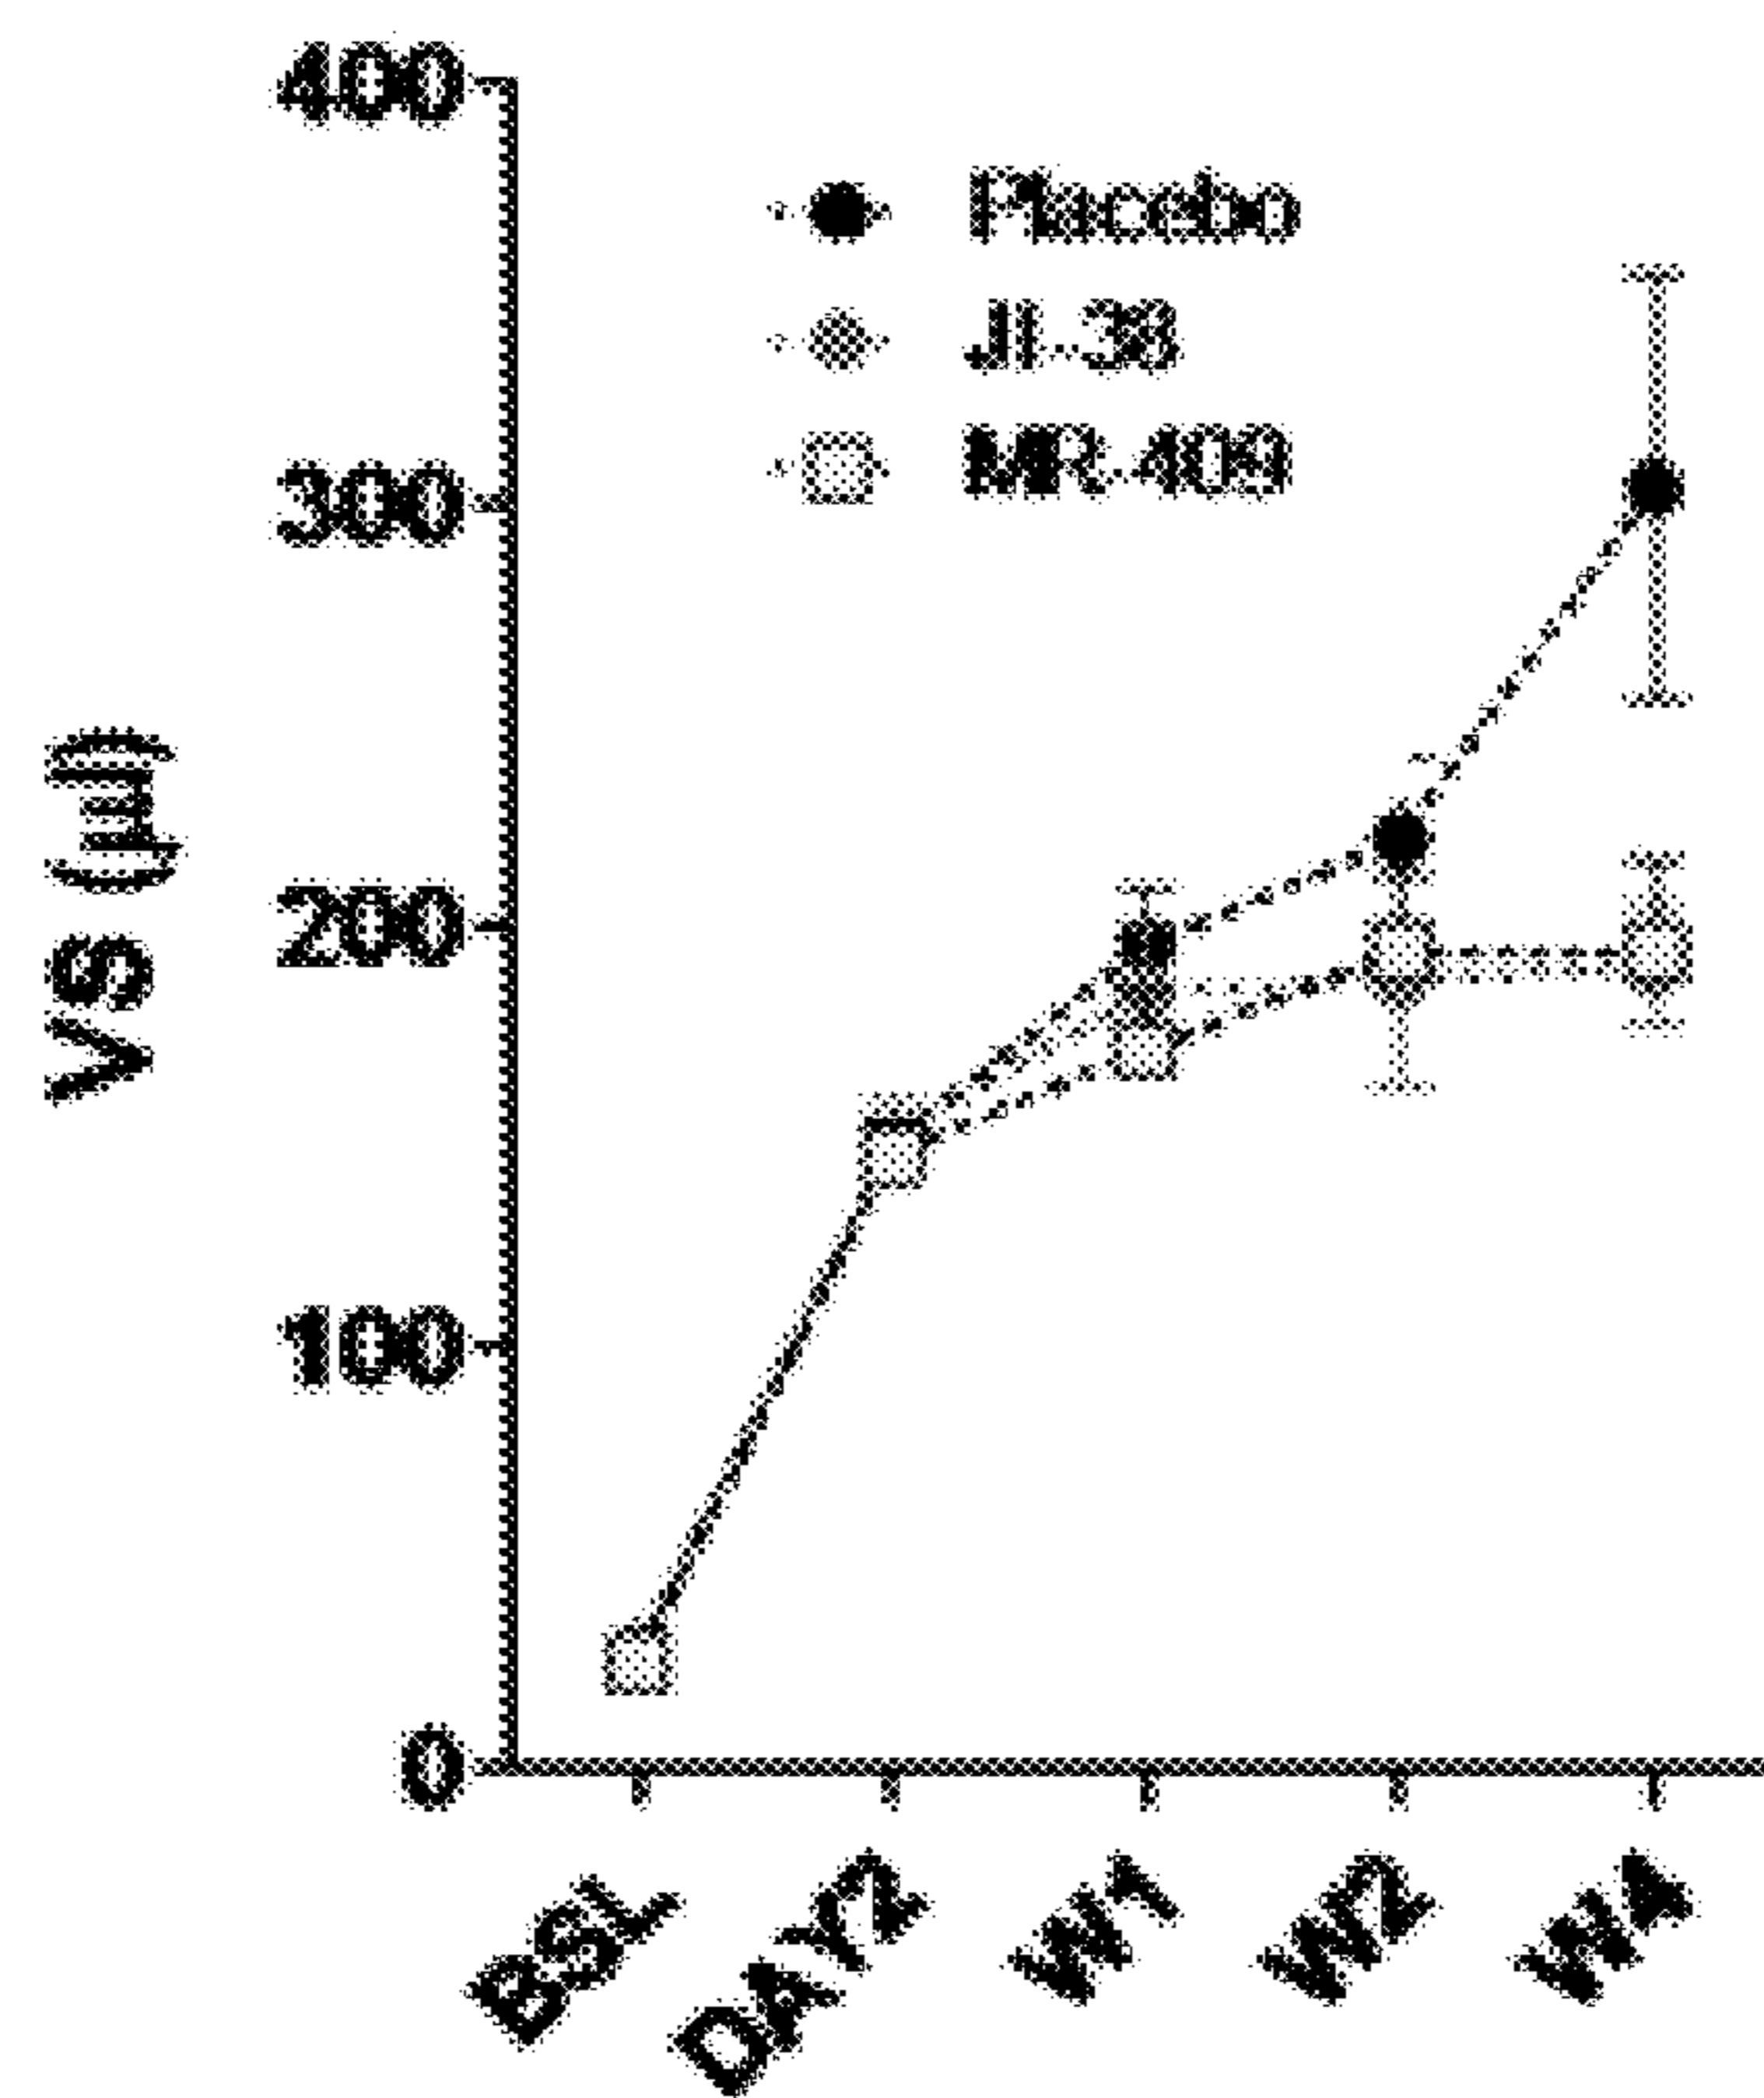 400
300
200
100
0
Vs (µl)
Placebo
JI-38
MR-409
BSL
DAY2
W1
W2
W4